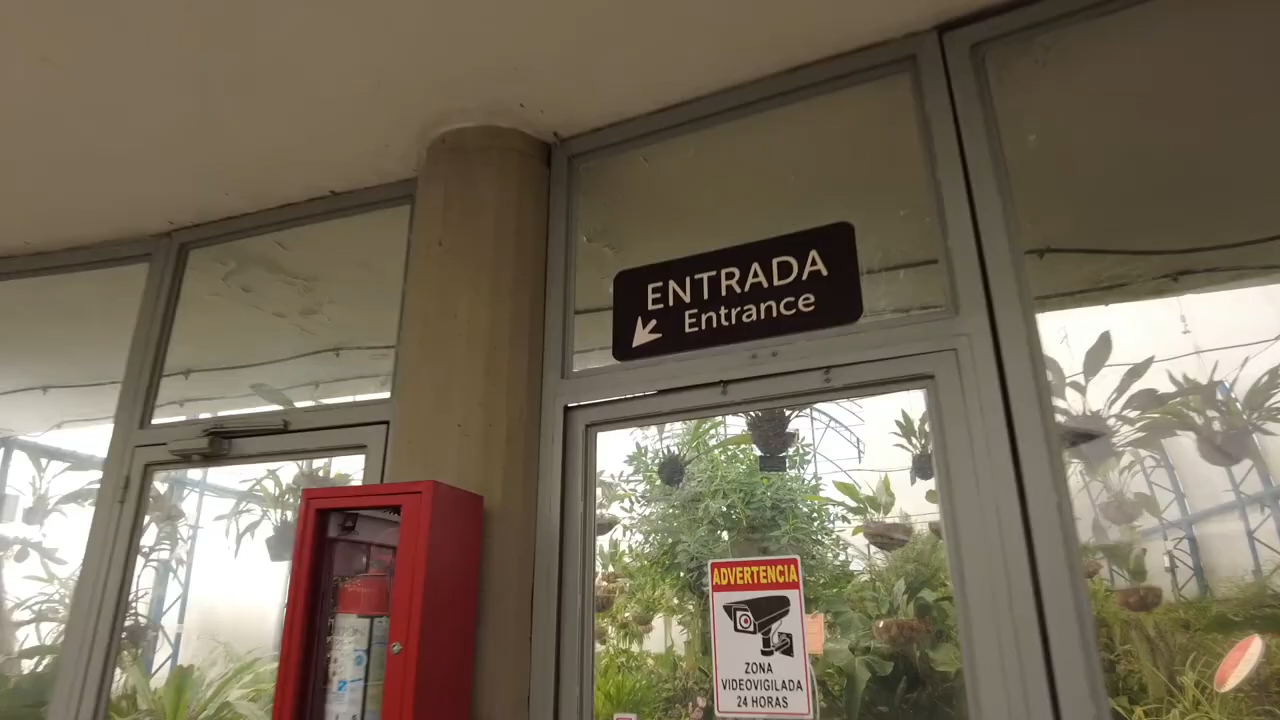 ENTRADA
Entrance
ADVERTENCIA
ZONA
VIDEOVIGILADA
24 HORAS